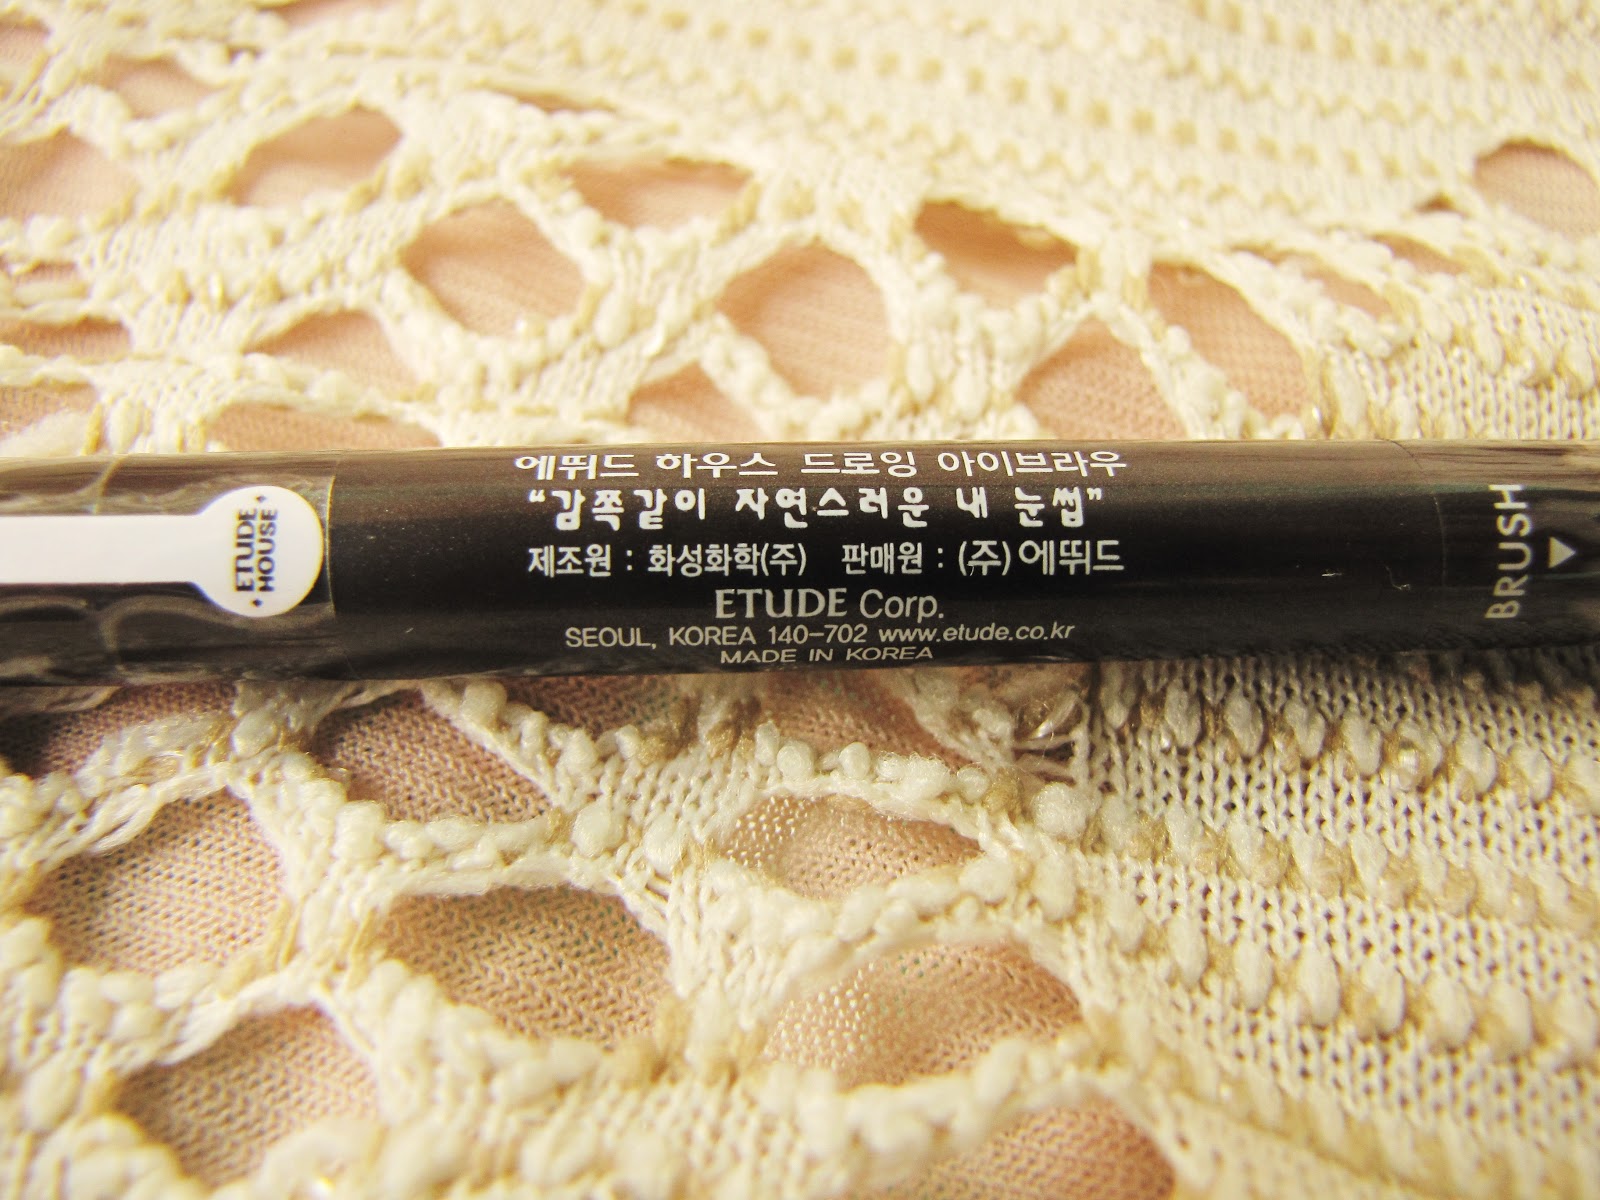 에뛰드 하우스 드로잉 아이브라우
“감쪽같이 자연스러운 내 눈썹”
제조원 : 화성화학(주) 판매원 : (주)에뛰드
ETUDE Corp.
SEOUL, KOREA 140-702 www.etude.co.kr
MADE IN KOREA
ETUDE
HOUSE
BRUSH